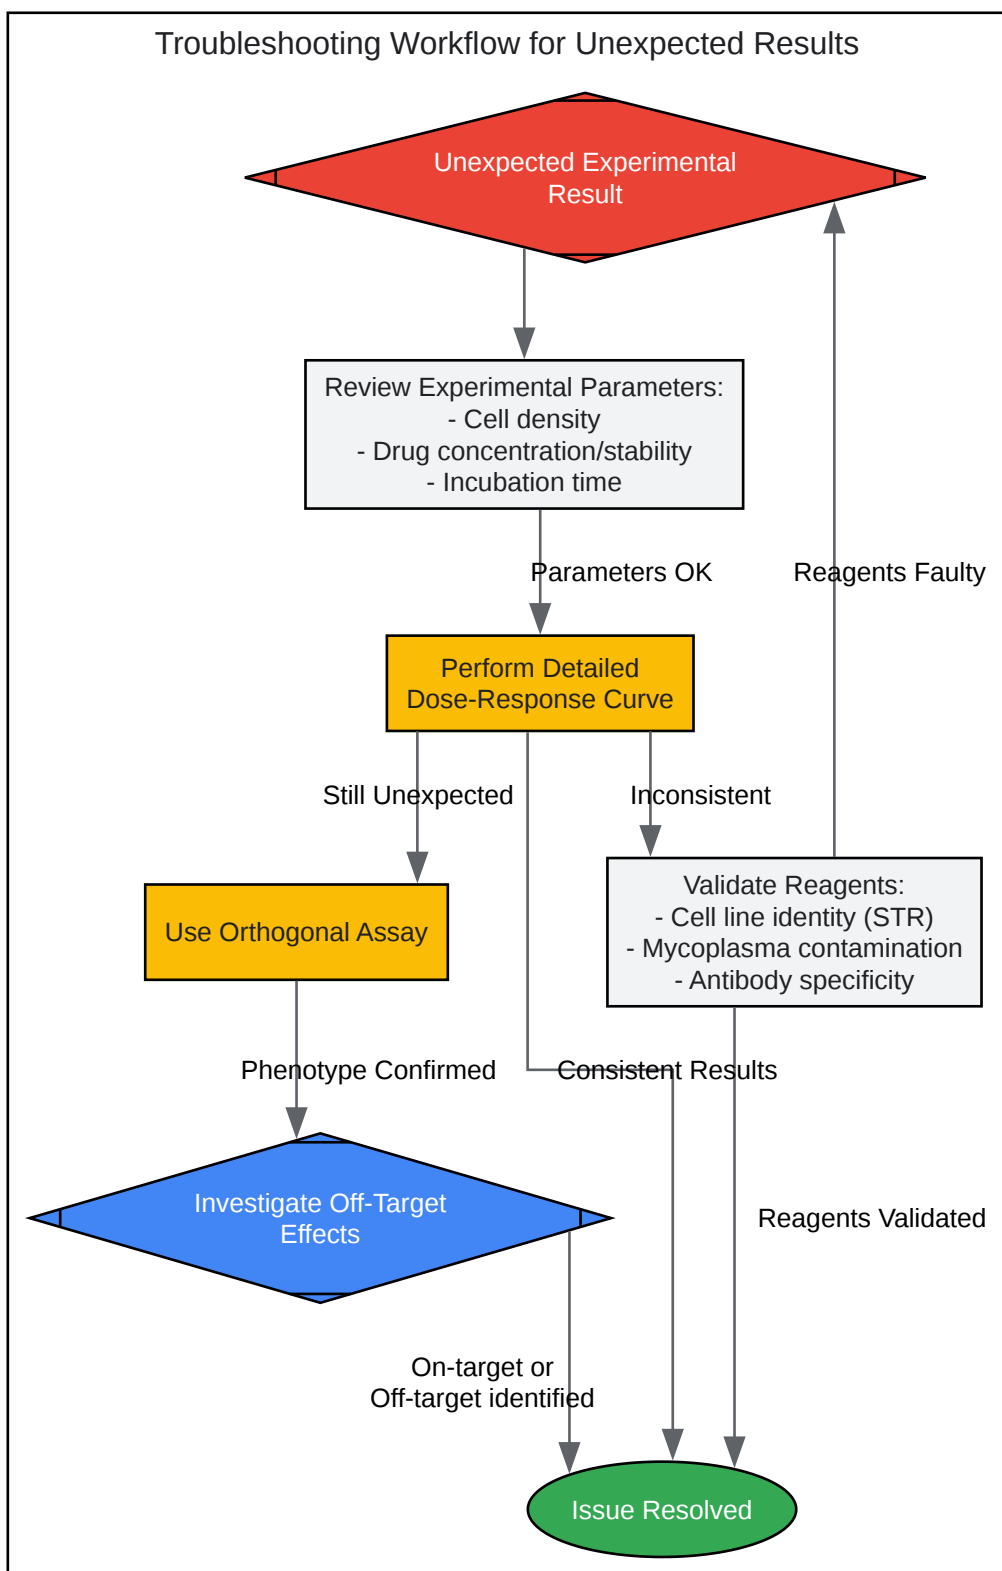 Troubleshooting Workflow for Unexpected Results
Unexpected Experimental
Result
Review Experimental Parameters:
- Cell density
- Drug concentration/stability
- Incubation time
Parameters OK
Reagents Faulty
Perform Detailed
Dose-Response Curve
Still Unexpected
Inconsistent
Use Orthogonal Assay
Validate Reagents:
- Cell line identity (STR)
- Mycoplasma contamination
- Antibody specificity
Phenotype Confirmed
Consistent Results
Investigate Off-Target
Effects
Reagents Validated
On-target or
Off-target identified
Issue Resolved